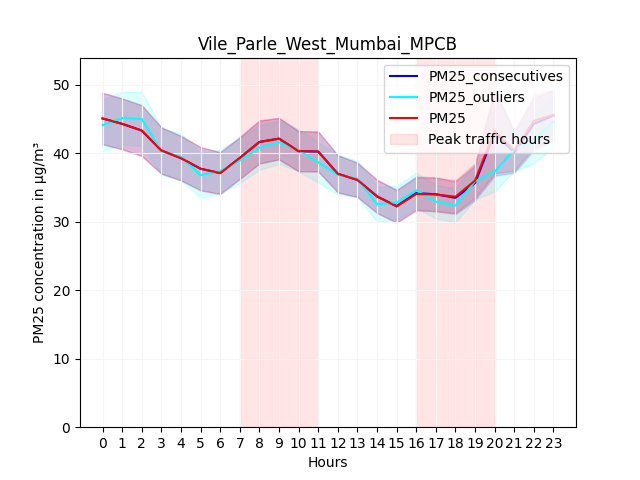 Vile_Parle_West_Mumbai_MPCB
PM25_consecutives
PM25_outliers
PM25
Peak traffic hours
PM25 concentration in µg/m³
50
40
30
20
10
0
0 1 2 3 4 5 6 7 8 9 10 11 12 13 14 15 16 17 18 19 20 21 22 23
Hours